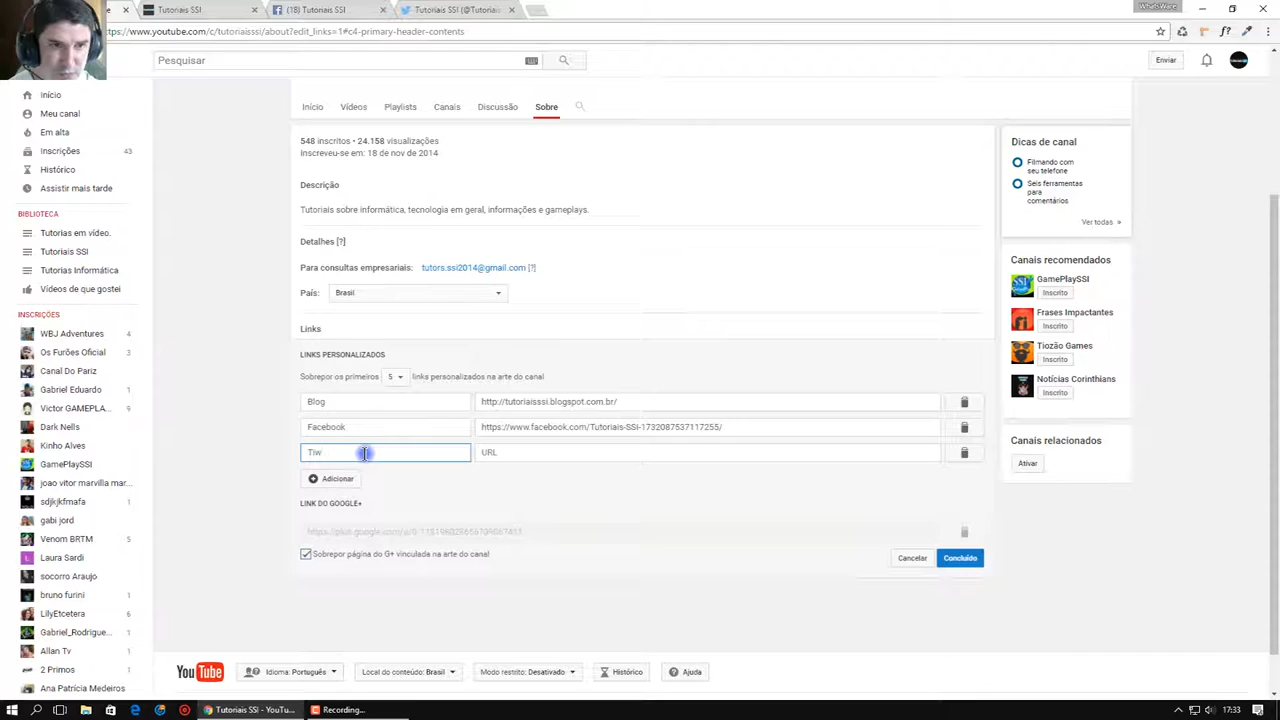 WhatsWare
Tutoriais SSI
(18) Tutoriais SSI
Tutoriais SSI (@Tutoriais
https://www.youtube.com/c/tutoriaisssi/about?edit_links=1#c4-primary-header-contents
Pesquisar
Enviar
Início
Meu canal
Em alta
Inscrições 43
Histórico
Assistir mais tarde
BIBLIOTECA
Tutorias em vídeo.
Tutoriais SSI
Tutorias Informática
Vídeos de que gostei
INSCRIÇÕES
WBJ Adventures 4
Os Furões Oficial 3
Canal Do Pariz
Gabriel Eduardo 1
Victor GAMEPLA... 9
Dark Nells
Kinho Alves
GamePlaySSI
joao vitor marvilla mar...
sdjkjkfmafa 1
gabi jord
Venom BRTM 5
Laura Sardi
socorro Araujo
bruno furini 1
LilyEtcetera 6
Gabriel_Rodrigue... 1
Allan Tv 1
2 Primos 1
Ana Patrícia Medeiros
Início Vídeos Playlists Canais Discussão Sobre
548 inscritos • 24.158 visualizações
Inscreveu-se em: 18 de nov de 2014
Descrição
Tutoriais sobre informática, tecnologia em geral, informações e gameplays.
Detalhes [?]
Para consultas empresariais: tutors.ssi2014@gmail.com [?]
País: Brasil
Links
LINKS PERSONALIZADOS
Sobrepor os primeiros 5 links personalizados na arte do canal
Blog http://tutoriaisssi.blogspot.com.br/
Facebook https://www.facebook.com/Tutoriais-SSI-1732087537117255/
Tiw URL
Adicionar
LINK DO GOOGLE+
Sobrepor página do G+ vinculada na arte do canal
Cancelar Concluído
Dicas de canal
Filmando com
seu telefone
Seis ferramentas
para
comentários
Ver todas »
Canais recomendados
GamePlaySSI
Inscrito
Frases Impactantes
Inscrito
Tiozão Games
Inscrito
Notícias Corinthians
Inscrito
Canais relacionados
Ativar
YouTube
Idioma: Português
Local do conteúdo: Brasil
Modo restrito: Desativado
Histórico
Ajuda
Tutoriais SSI - YouTu...
Recording...
17:33